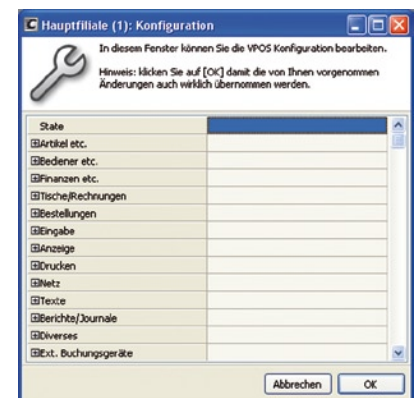 Hauptfiliale (1): Konfiguration
In diesem Fenster können Sie die VPOS Konfiguration bearbeiten.
Hinweis: klicken Sie auf [OK] damit die von Ihnen vorgenommen
Änderungen auch wirklich übernommen werden.
State
Artikel etc.
Bediener etc.
Finanzen etc.
Tische/Rechnungen
Bestellungen
Eingabe
Anzeige
Drucken
Netz
Texte
Berichte/Journale
Diverses
Ext. Buchungsgeräte
Abbrechen OK